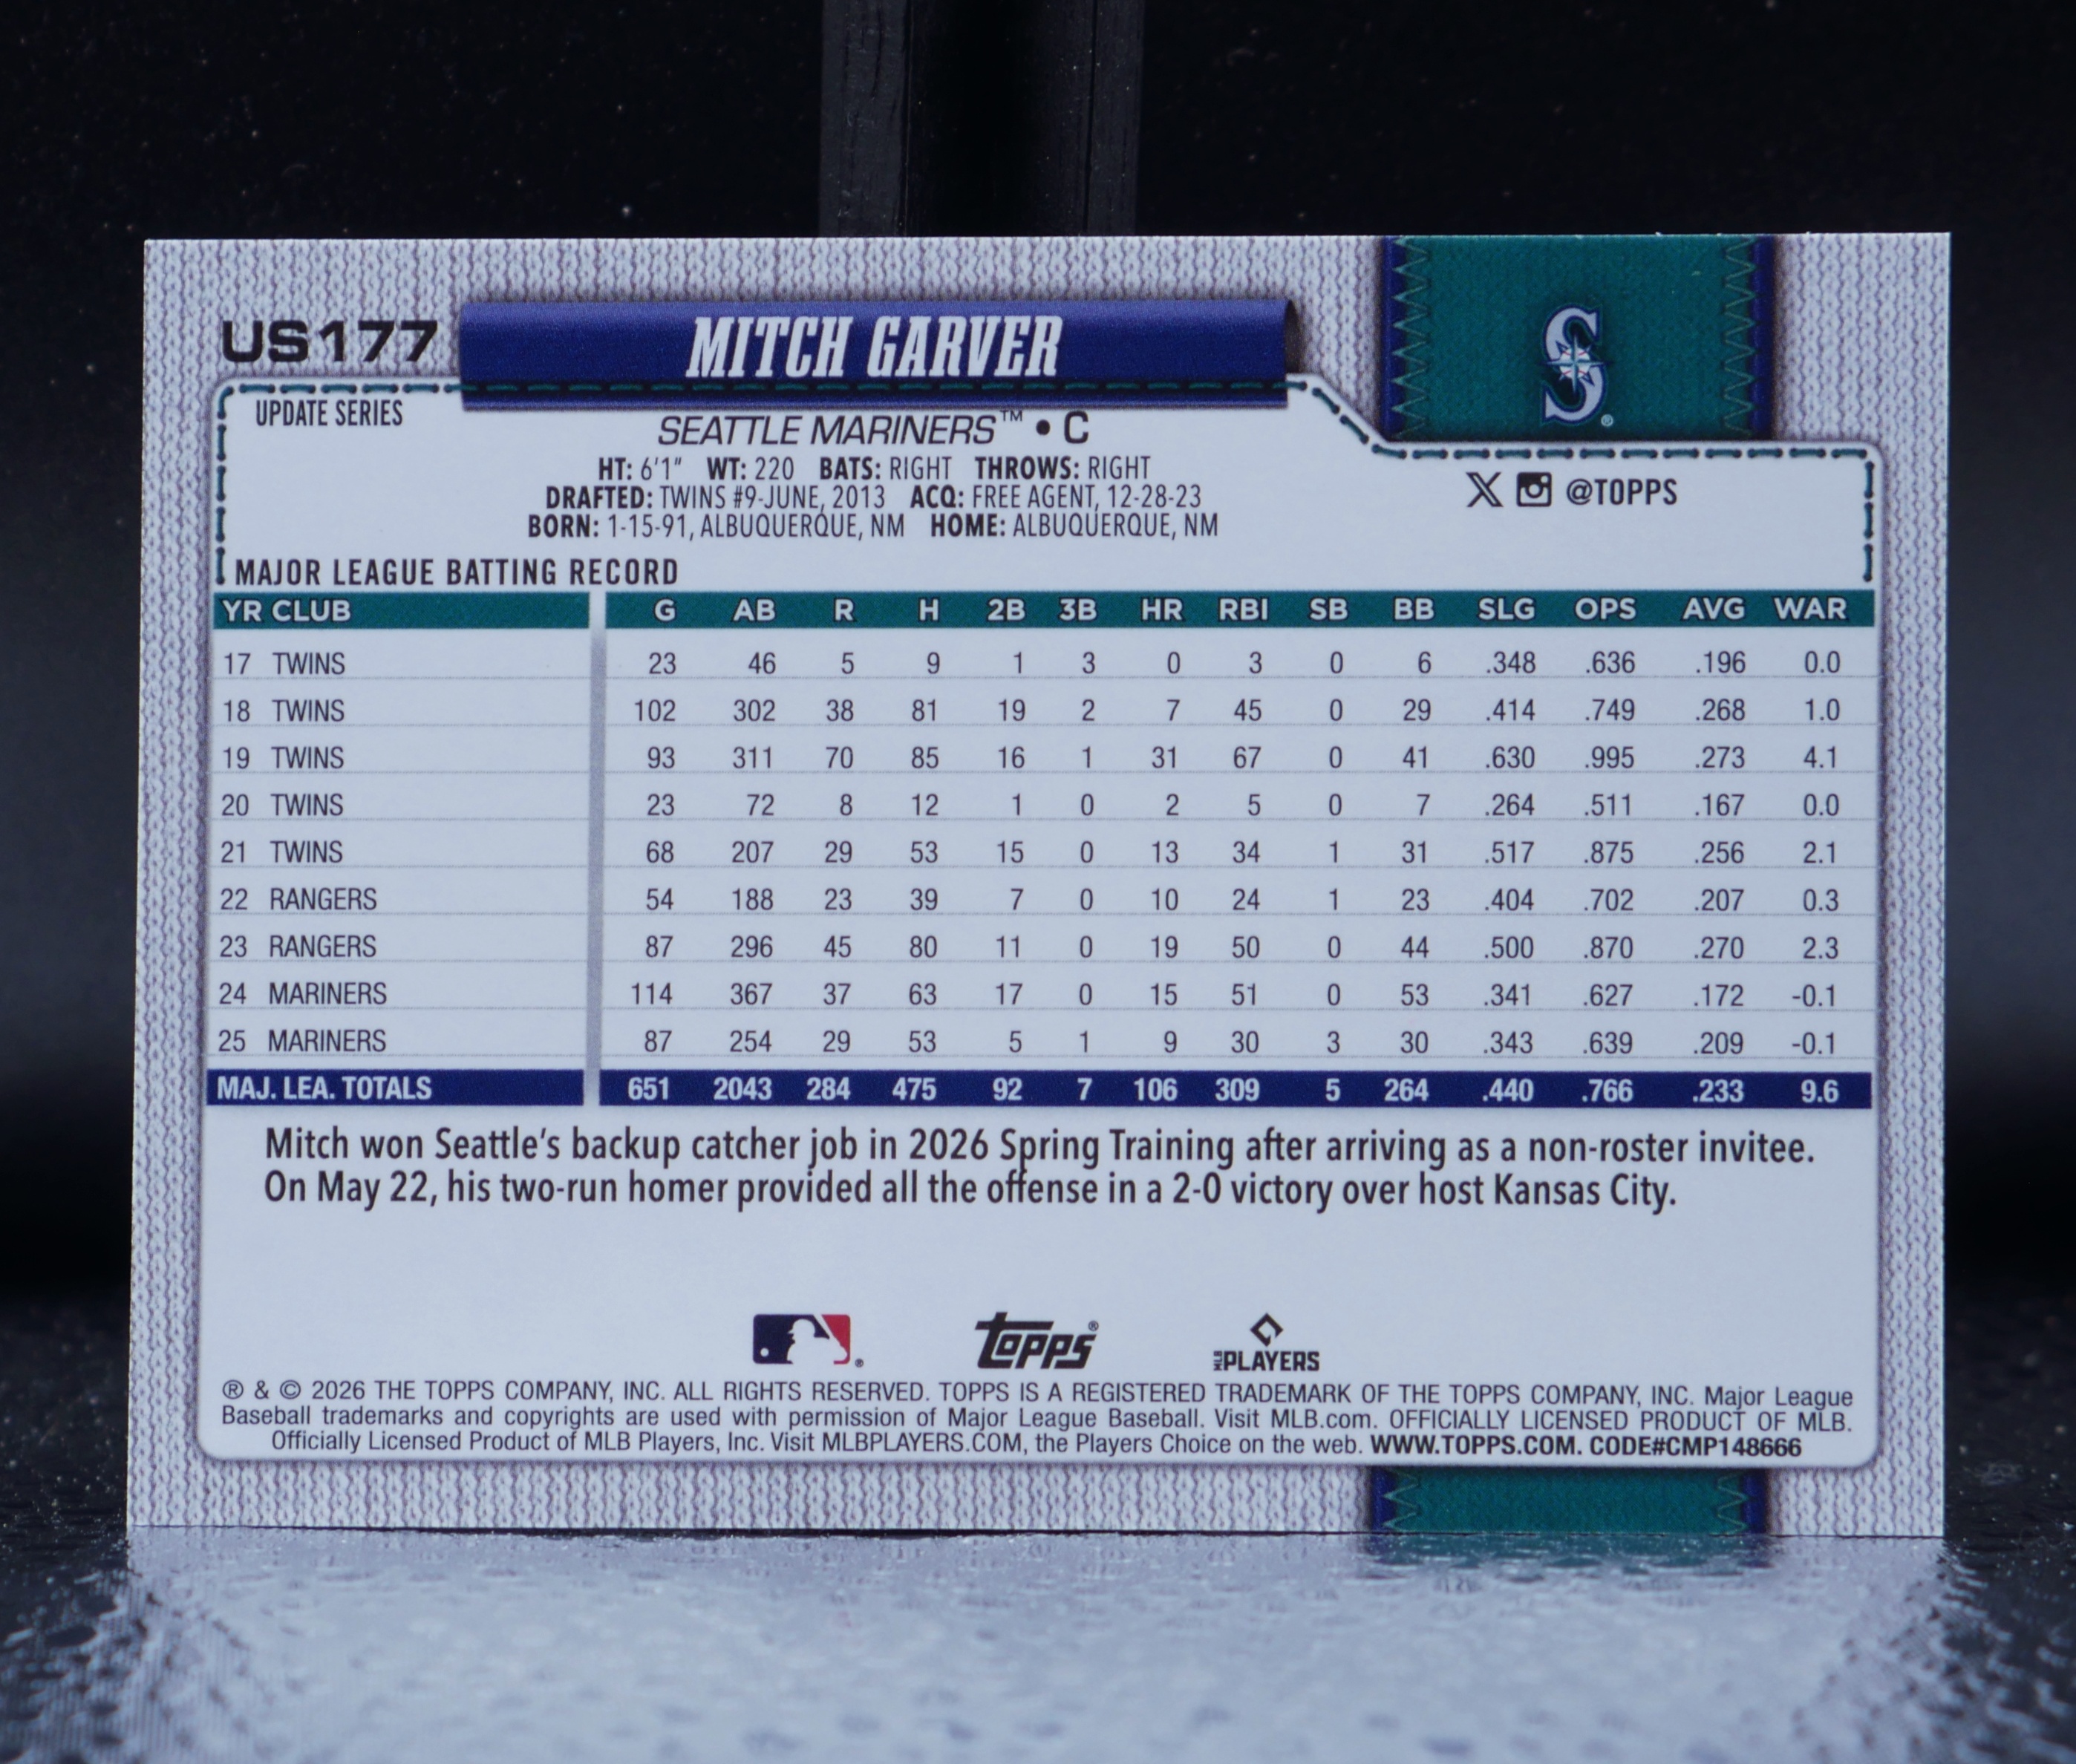 US177
MITCH GARVER
S
UPDATE SERIES
SEATTLE MARINERS™ • C
HT: 6'1" WT: 220 BATS: RIGHT THROWS: RIGHT
DRAFTED: TWINS #9-JUNE, 2013 ACQ: FREE AGENT, 12-28-23
BORN: 1-15-91, ALBUQUERQUE, NM HOME: ALBUQUERQUE, NM
X @TOPPS
MAJOR LEAGUE BATTING RECORD
YR CLUB G AB R H 2B 3B HR RBI SB BB SLG OPS AVG WAR
17 TWINS 23 46 5 9 1 3 0 3 0 6 .348 .636 .196 0.0
18 TWINS 102 302 38 81 19 2 7 45 0 29 .414 .749 .268 1.0
19 TWINS 93 311 70 85 16 1 31 67 0 41 .630 .995 .273 4.1
20 TWINS 23 72 8 12 1 0 2 5 0 7 .264 .511 .167 0.0
21 TWINS 68 207 29 53 15 0 13 34 1 31 .517 .875 .256 2.1
22 RANGERS 54 188 23 39 7 0 10 24 1 23 .404 .702 .207 0.3
23 RANGERS 87 296 45 80 11 0 19 50 0 44 .500 .870 .270 2.3
24 MARINERS 114 367 37 63 17 0 15 51 0 53 .341 .627 .172 -0.1
25 MARINERS 87 254 29 53 5 1 9 30 3 30 .343 .639 .209 -0.1
MAJ. LEA. TOTALS 651 2043 284 475 92 7 106 309 5 264 .440 .766 .233 9.6
Mitch won Seattle's backup catcher job in 2026 Spring Training after arriving as a non-roster invitee.
On May 22, his two-run homer provided all the offense in a 2-0 victory over host Kansas City.
Topps® MLB PLAYERS
® & © 2026 THE TOPPS COMPANY, INC. ALL RIGHTS RESERVED. TOPPS IS A REGISTERED TRADEMARK OF THE TOPPS COMPANY, INC. Major League
Baseball trademarks and copyrights are used with permission of Major League Baseball. Visit MLB.com. OFFICIALLY LICENSED PRODUCT OF MLB.
Officially Licensed Product of MLB Players, Inc. Visit MLBPLAYERS.COM, the Players Choice on the web. WWW.TOPPS.COM. CODE#CMP148666